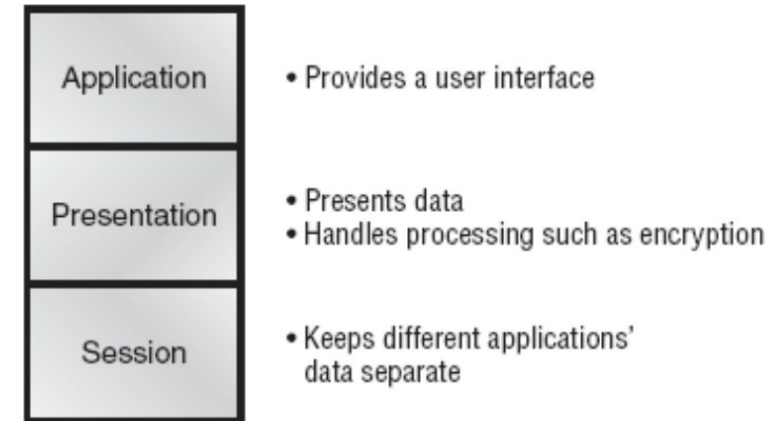 Application
• Provides a user interface
Presentation
• Presents data
• Handles processing such as encryption
Session
• Keeps different applications’
data separate